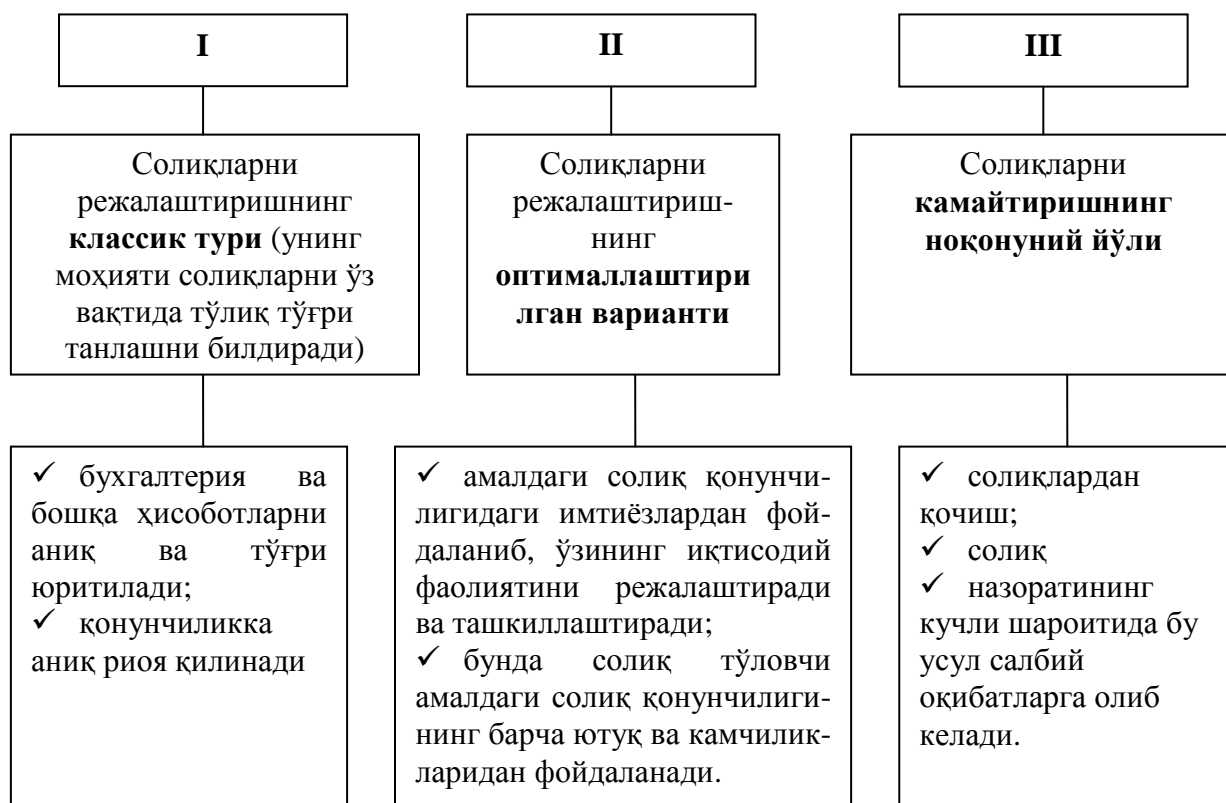 I
II
III
Солиқларни
режалаштиришнинг
классик тури (унинг
моҳияти солиқларни ўз
вақтида тўлиқ тўғри
танлашни билдиради)
Солиқларни
режалаштириш-
нинг
оптималлаштири
лган варианти
Солиқларни
камайтиришнинг
ноқонуний йўли
✓ бухгалтерия ва
бошқа ҳисоботларни
аниқ ва тўғри
юритилади;
✓ қонунчиликка
аниқ риоя қилинади
✓ амалдаги солиқ қонунчи-
лигидаги имтиёзлардан фой-
даланиб, ўзининг иқтисодий
фаолиятини режалаштиради
ва ташкиллаштиради;
✓ бунда солиқ тўловчи
амалдаги солиқ қонунчилиги-
нинг барча ютуқ ва камчилик-
ларидан фойдаланади.
✓ солиқлардан
қочиш;
✓ солиқ
✓ назоратининг
кучли шароитида бу
усул салбий
оқибатларга олиб
келади.